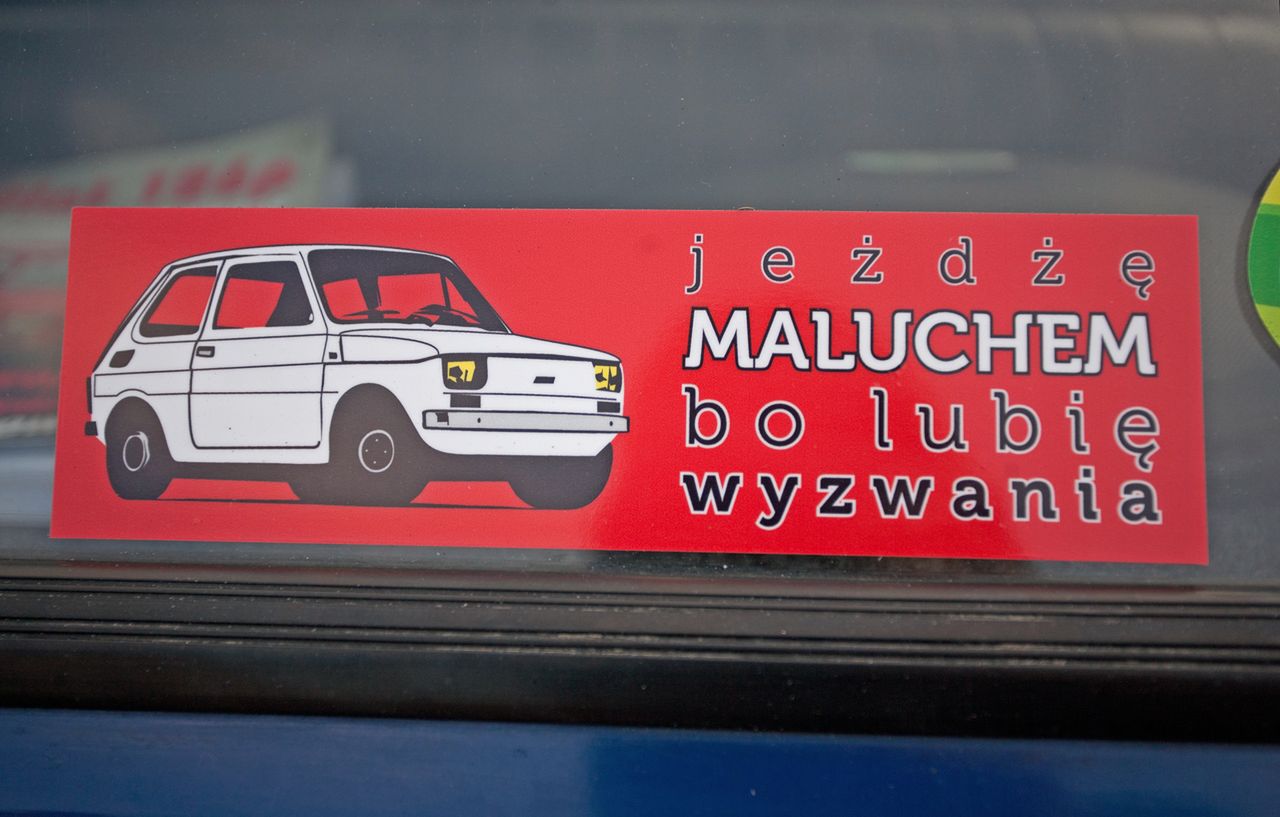 jeżdżę
MALUCHEM
bo lubię
wyzwania